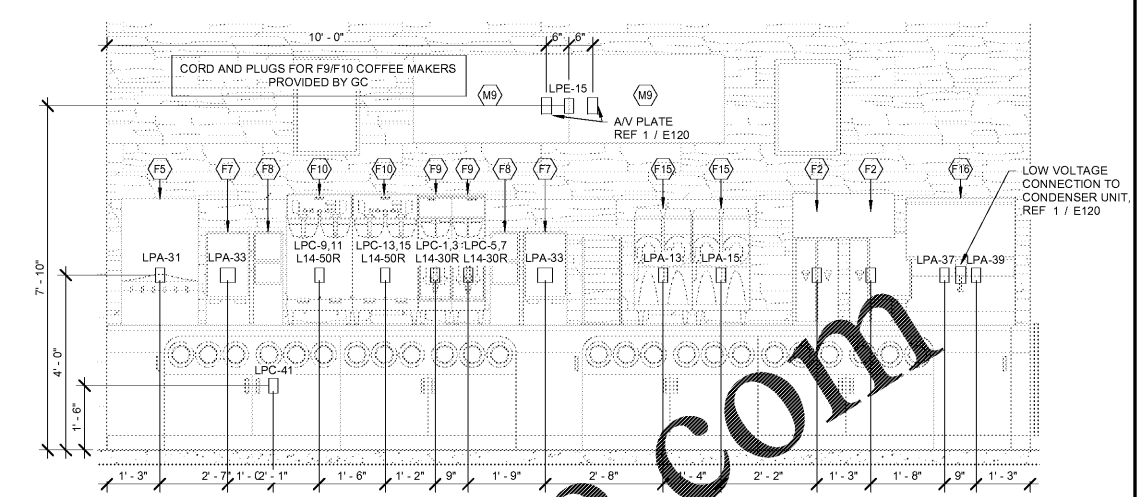 10' - 0"
6"
6"
CORD AND PLUGS FOR F9/F10 COFFEE MAKERS
PROVIDED BY GC
LPE-15
M9
M9
A/V PLATE
REF 1 / E120
F5
F7
F8
F10
F10
F9
F9
F8
F7
F15
F15
F2
F2
F16
LOW VOLTAGE
CONNECTION TO
CONDENSER UNIT,
REF 1 / E120
LPA-31
LPA-33
LPC-9,11
L14-50R
LPC-13,15
L14-50R
LPC-1,3
L14-30R
LPC-5,7
L14-30R
LPA-33
LPA-13
LPA-15
LPA-37
LPA-39
7' - 10"
4' - 0"
1' - 6"
LPC-41
com
1' - 3"
2' - 7"
2' - 1"
1' - 6"
1' - 2"
9"
1' - 9"
2' - 8"
2' - 2"
1' - 3"
1' - 8"
9"
1' - 3"